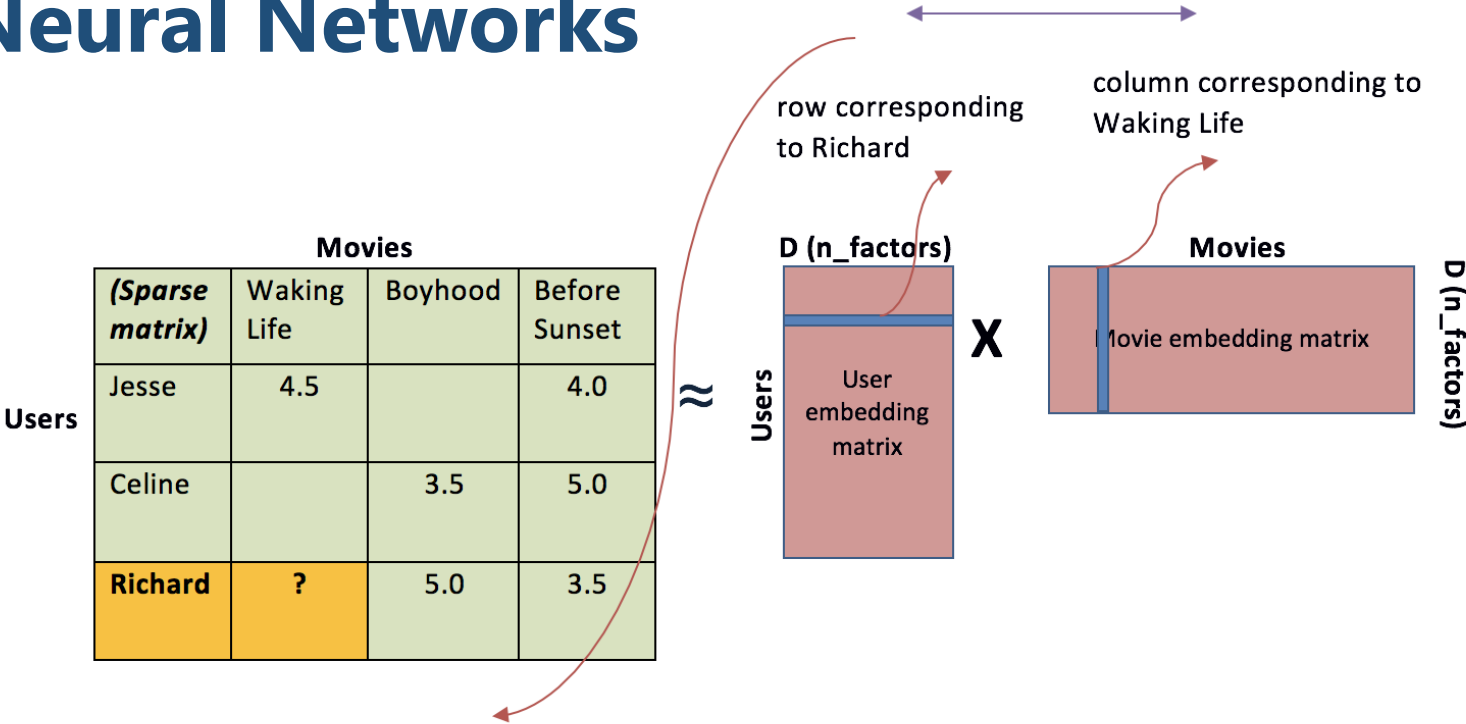 Neural Networks
row corresponding
to Richard
column corresponding to
Waking Life
Movies
(Sparse
matrix)
Waking
Life
Boyhood
Before
Sunset
Users
Jesse
4.5
4.0
Celine
3.5
5.0
Richard
?
5.0
3.5
≈
D (n_factors)
Users
User
embedding
matrix
X
Movies
Movie embedding matrix
D (n_factors)